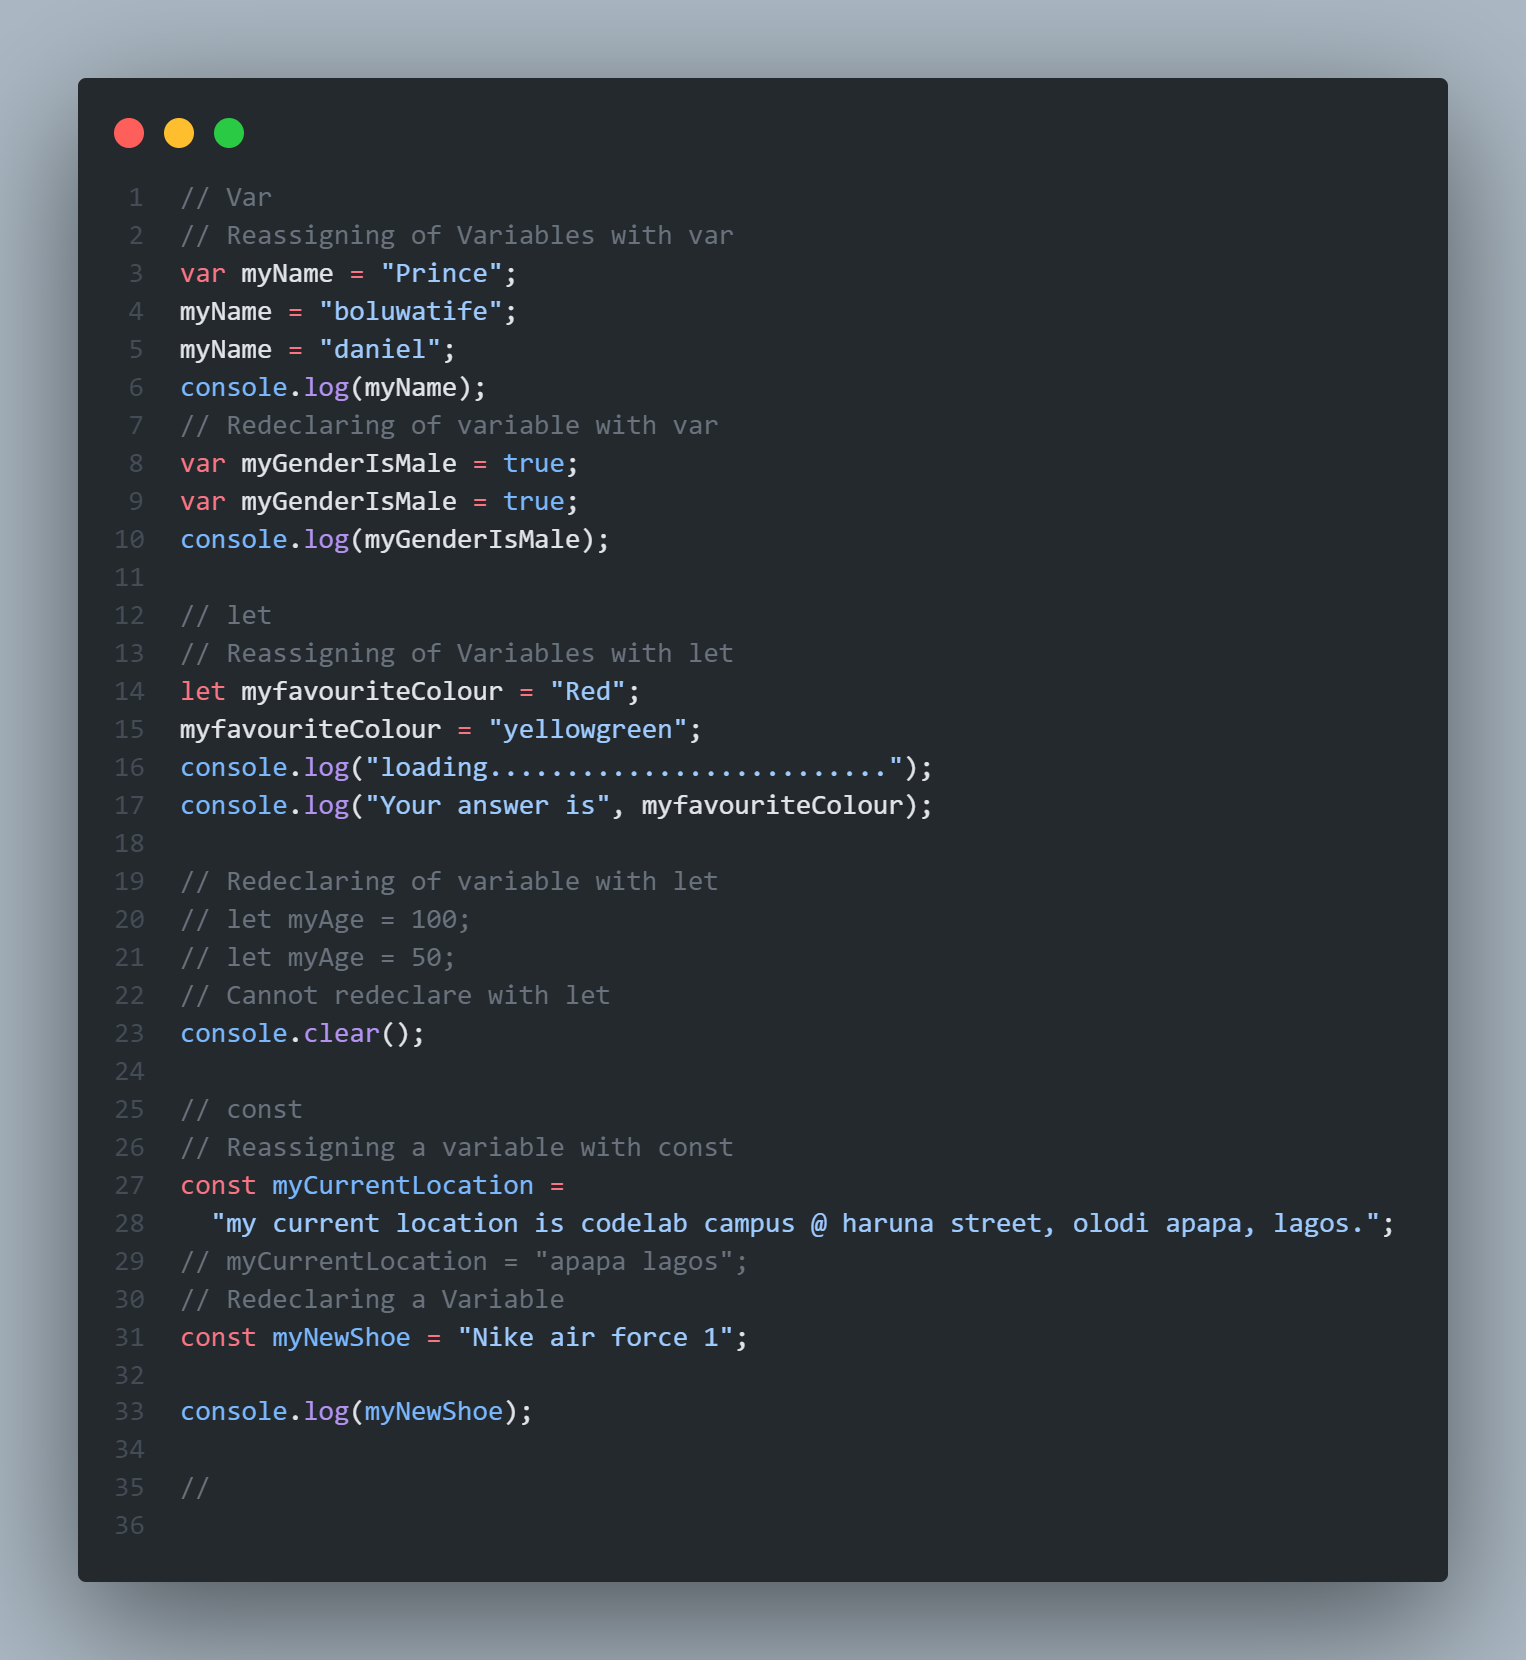 1 // Var
2 // Reassigning of Variables with var
3 var myName = "Prince";
4 myName = "boluwatife";
5 myName = "daniel";
6 console.log(myName);
7 // Redeclaring of variable with var
8 var myGenderIsMale = true;
9 var myGenderIsMale = true;
10 console.log(myGenderIsMale);
11
12 // let
13 // Reassigning of Variables with let
14 let myfavouriteColour = "Red";
15 myfavouriteColour = "yellowgreen";
16 console.log("loading..........................");
17 console.log("Your answer is", myfavouriteColour);
18
19 // Redeclaring of variable with let
20 // let myAge = 100;
21 // let myAge = 50;
22 // Cannot redeclare with let
23 console.clear();
24
25 // const
26 // Reassigning a variable with const
27 const myCurrentLocation =
28   "my current location is codelab campus @ haruna street, olodi apapa, lagos.";
29 // myCurrentLocation = "apapa lagos";
30 // Redeclaring a Variable
31 const myNewShoe = "Nike air force 1";
32
33 console.log(myNewShoe);
34
35 //
36